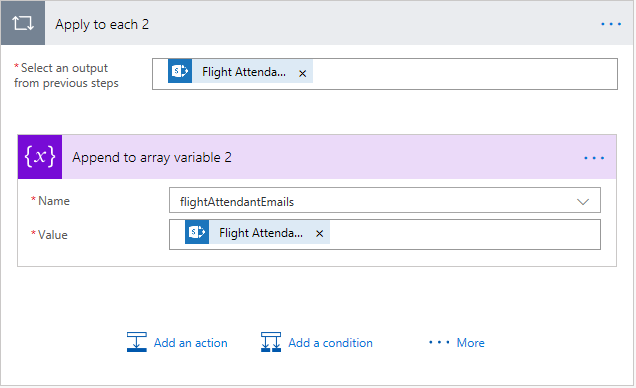 Apply to each 2
* Select an output
from previous steps
Flight Attenda... ×
{x} Append to array variable 2
* Name
flightAttendantEmails
* Value
Flight Attenda... ×
Add an action
Add a condition
More